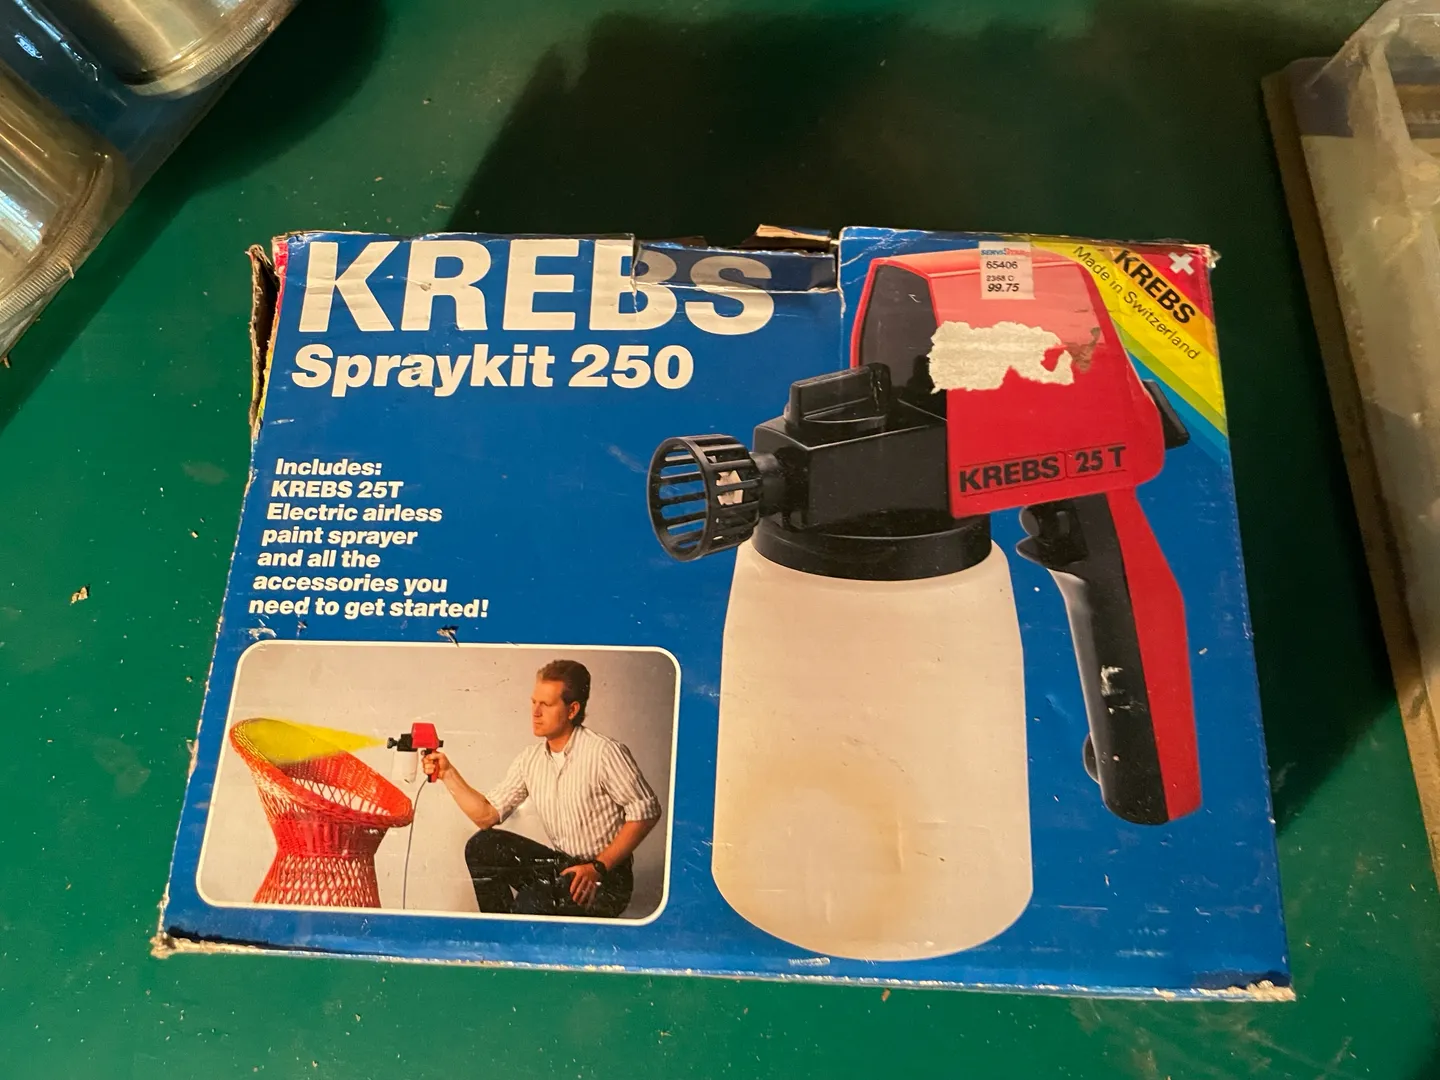 KREBS
Spraykit 250
Includes:
KREBS 25T
Electric airless
paint sprayer
and all the
accessories you
need to get started!
65406
2368 C
99.75
KREBS
Made in Switzerland
KREBS 25 T